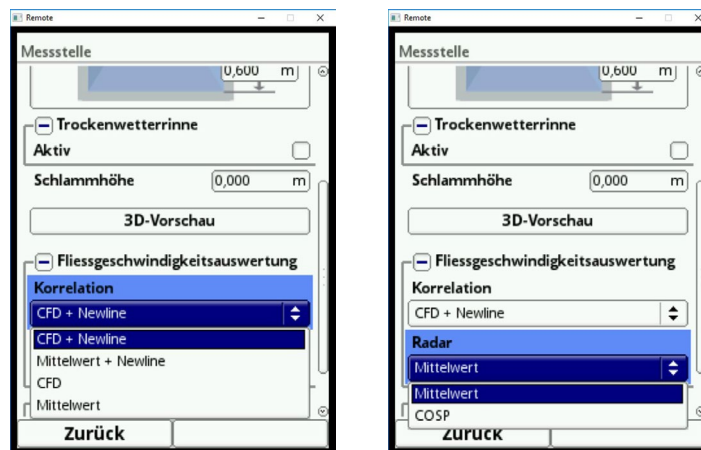 Remote
Messstelle
0,600 m
Trockenwetterrinne
Aktiv
Schlammhöhe 0,000 m
3D-Vorschau
Fliessgeschwindigkeitsauswertung
Korrelation
CFD + Newline
CFD + Newline
Mittelwert + Newline
CFD
Mittelwert
Zurück
Remote
Messstelle
0,600 m
Trockenwetterrinne
Aktiv
Schlammhöhe 0,000 m
3D-Vorschau
Fliessgeschwindigkeitsauswertung
Korrelation
CFD + Newline
Radar
Mittelwert
Mittelwert
COSP
Zurück